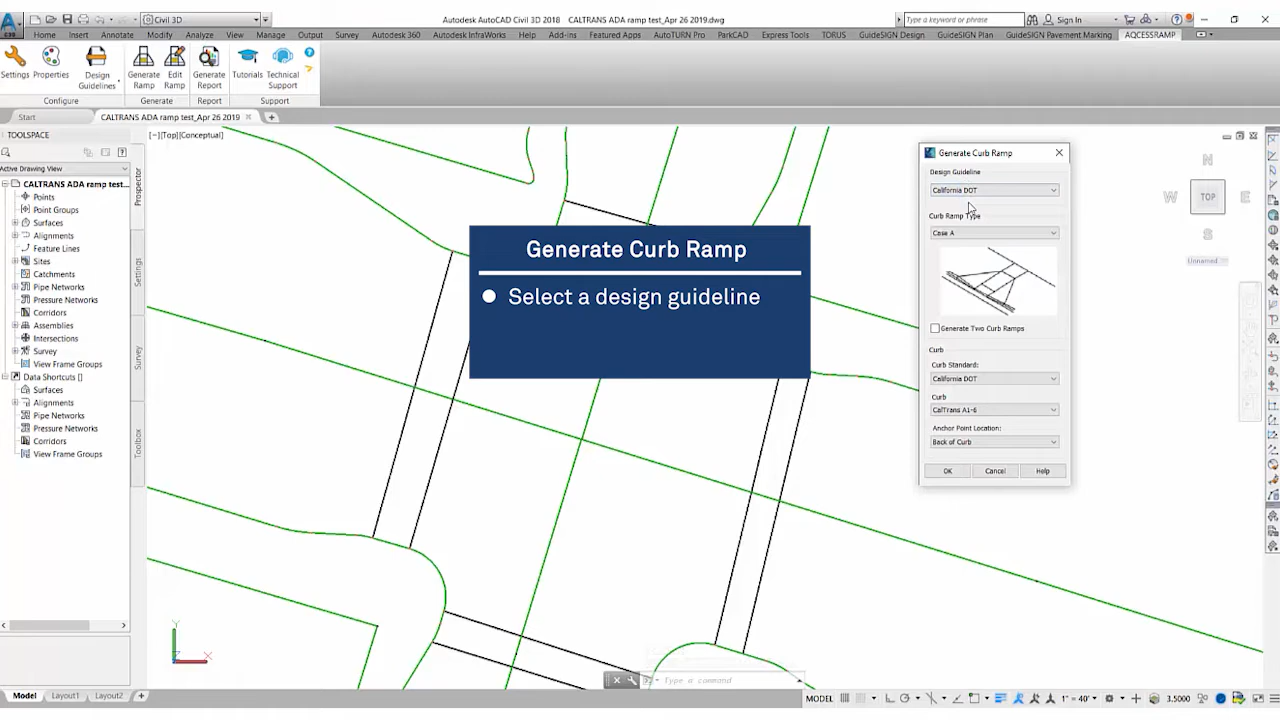 Civil 3D
Autodesk AutoCAD Civil 3D 2018 CALTRANS ADA ramp test_Apr 26 2019.dwg
Type a keyword or phrase
Sign In
Home Insert Annotate Modify Analyze View Manage Output Survey Autodesk 360 Autodesk InfraWorks Help Add-ins Featured Apps AutoTURN Pro ParkCAD Express Tools TORUS GuideSIGN Design GuideSIGN Plan GuideSIGN Pavement Marking AQCESSRAMP
Settings Properties Design Guidelines
Generate Ramp Edit Ramp Generate Report Tutorials Technical Support
Configure Generate Report Support
Start CALTRANS ADA ramp test_Apr 26 2019
TOOLSPACE
[−][Top][Conceptual]
Active Drawing View
CALTRANS ADA ramp test...
Points
Point Groups
Surfaces
Alignments
Feature Lines
Sites
Catchments
Pipe Networks
Pressure Networks
Corridors
Assemblies
Intersections
Survey
View Frame Groups
Data Shortcuts []
Surfaces
Alignments
Pipe Networks
Pressure Networks
Corridors
View Frame Groups
Prospector
Settings
Survey
Toolbox
Generate Curb Ramp
Select a design guideline
Generate Curb Ramp
Design Guideline
California DOT
Curb Ramp Type
Case A
Generate Two Curb Ramps
Curb
Curb Standard:
California DOT
Curb
CalTrans A1-6
Anchor Point Location:
Back of Curb
OK Cancel Help
N
W TOP E
S
Unnamed
Y
X
Type a command
Model Layout1 Layout2
MODEL 1" = 40' 3.5000